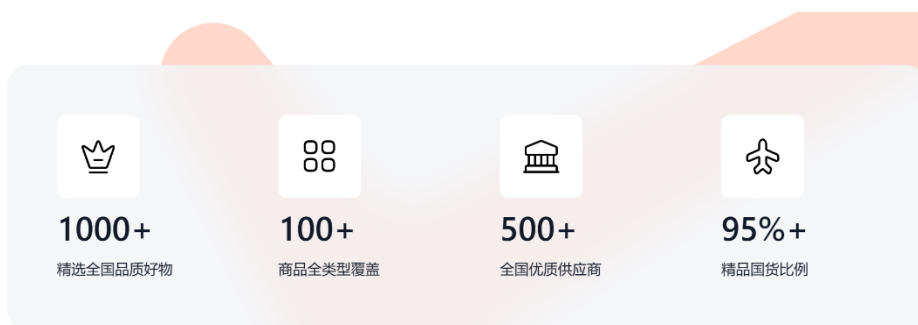 1000+
精选全国品质好物
100+
商品全类型覆盖
500+
全国优质供应商
95%+
精品国货比例